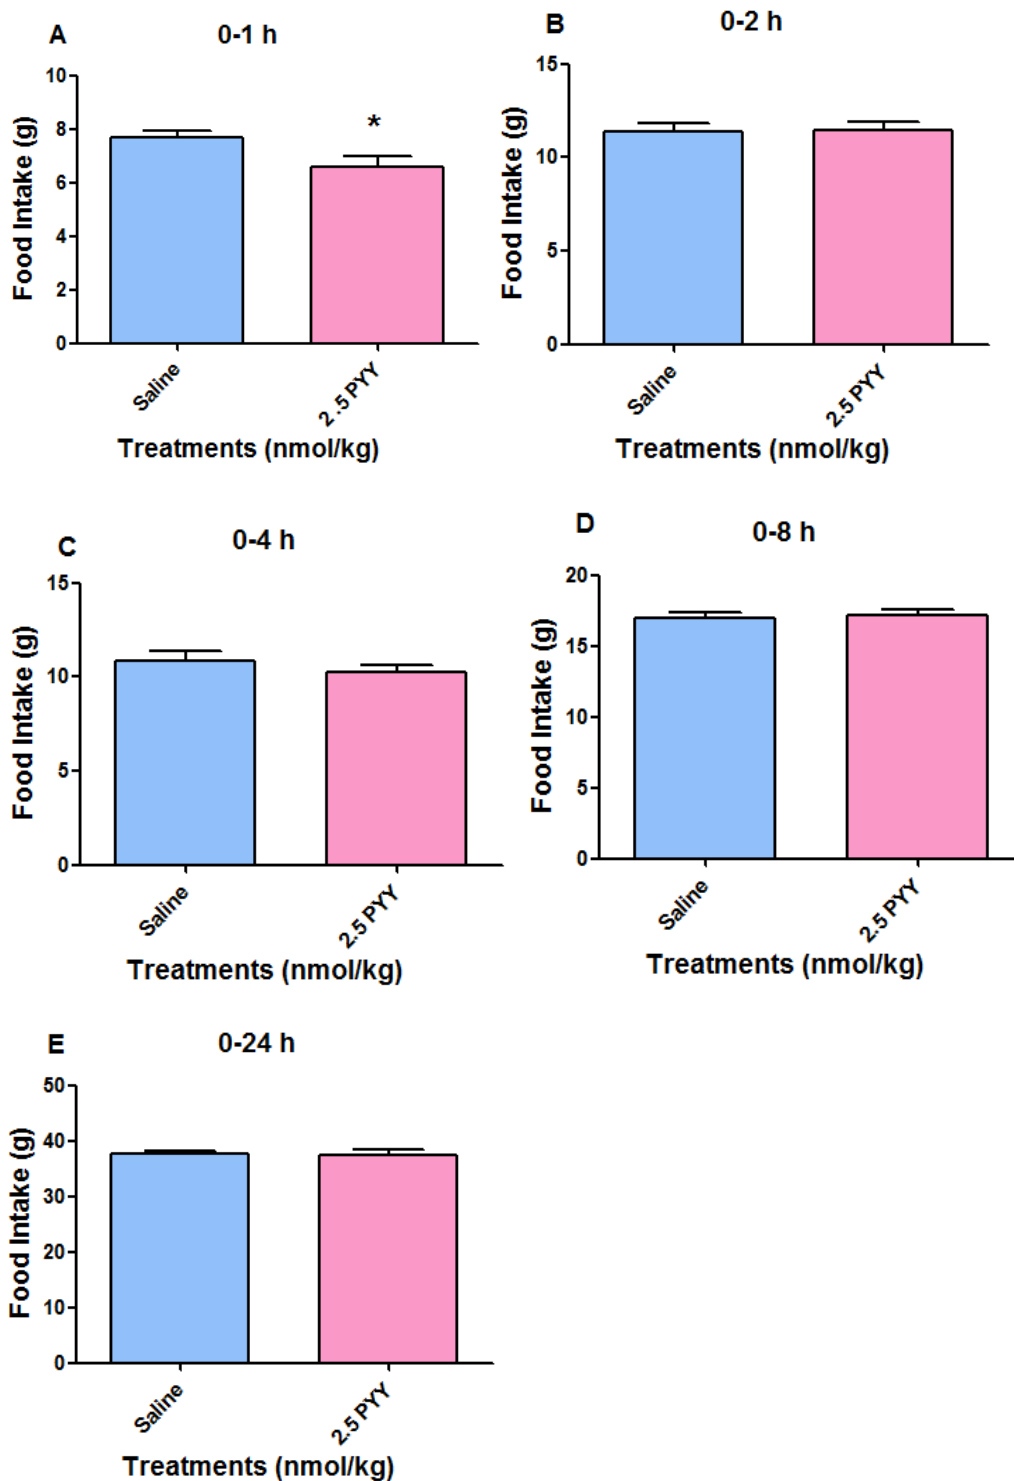 A
0-1 h
Food Intake (g)
10
8
6
4
2
0
*
Saline
2.5 PYY
Treatments (nmol/kg)
B
0-2 h
Food Intake (g)
15
10
5
0
Saline
2.5 PYY
Treatments (nmol/kg)
C
0-4 h
Food Intake (g)
15
10
5
0
Saline
2.5 PYY
Treatments (nmol/kg)
D
0-8 h
Food Intake (g)
20
15
10
5
0
Saline
2.5 PYY
Treatments (nmol/kg)
E
0-24 h
Food Intake (g)
50
40
30
20
10
0
Saline
2.5 PYY
Treatments (nmol/kg)